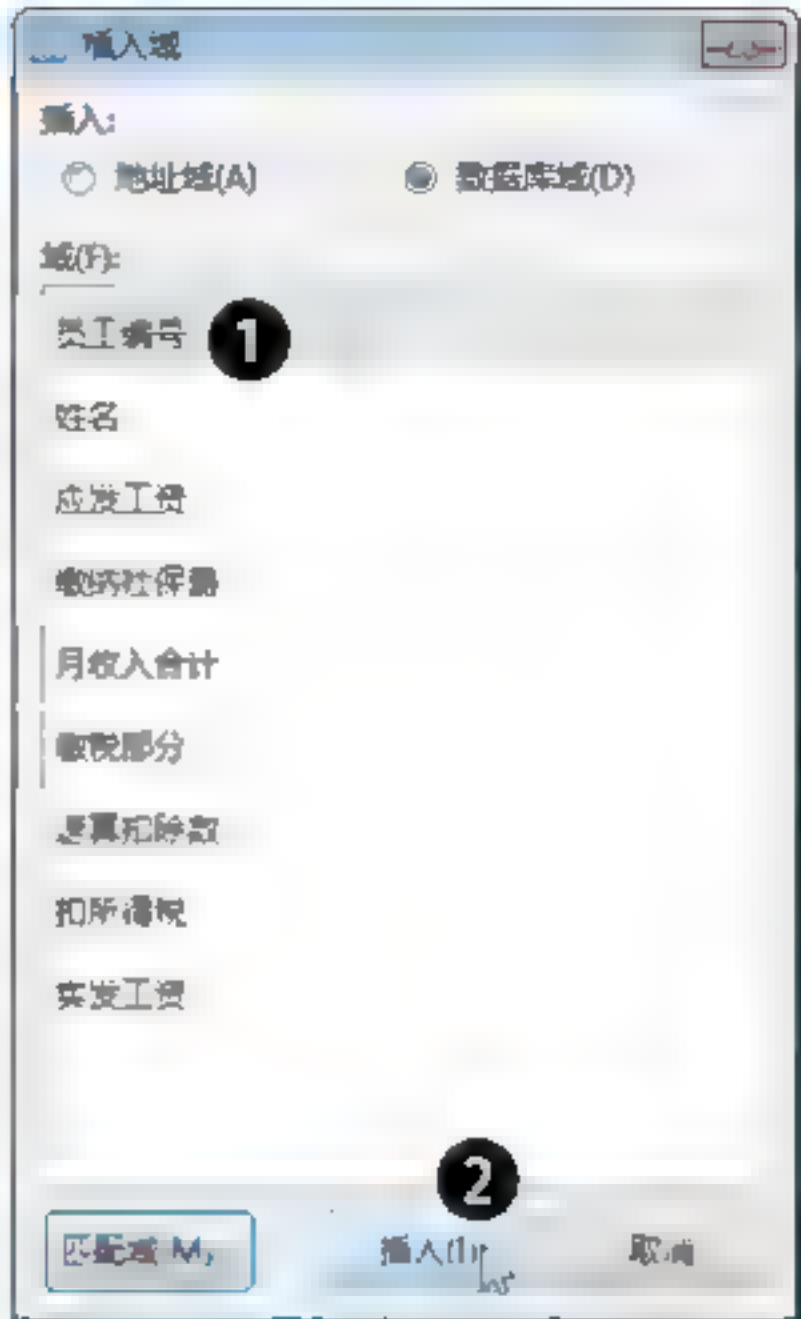 插入域
插入:
地址域(A) 数据库域(D)
域(F):
员工编号 1
姓名
应发工资
缴纳社保费
月收入合计
缴税部分
速算扣除数
扣所得税
实发工资
2
匹配域(M) 插入(I) 取消